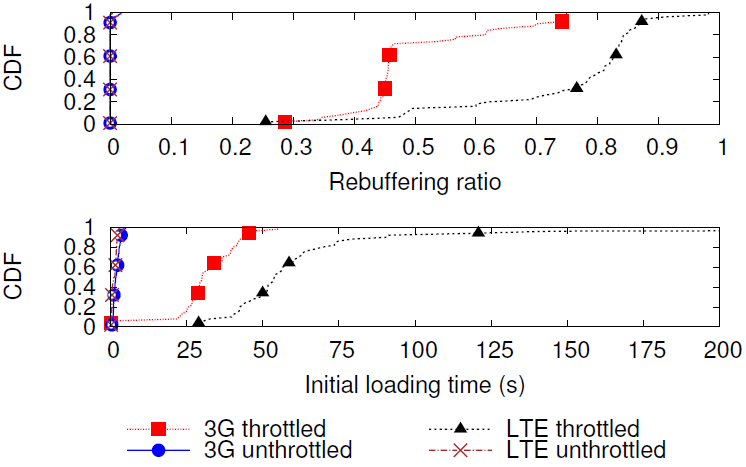 CDF
1
0.8
0.6
0.4
0.2
0
0 0.1 0.2 0.3 0.4 0.5 0.6 0.7 0.8 0.9 1
Rebuffering ratio
CDF
1
0.8
0.6
0.4
0.2
0
0 25 50 75 100 125 150 175 200
Initial loading time (s)
3G throttled LTE throttled
3G unthrottled LTE unthrottled